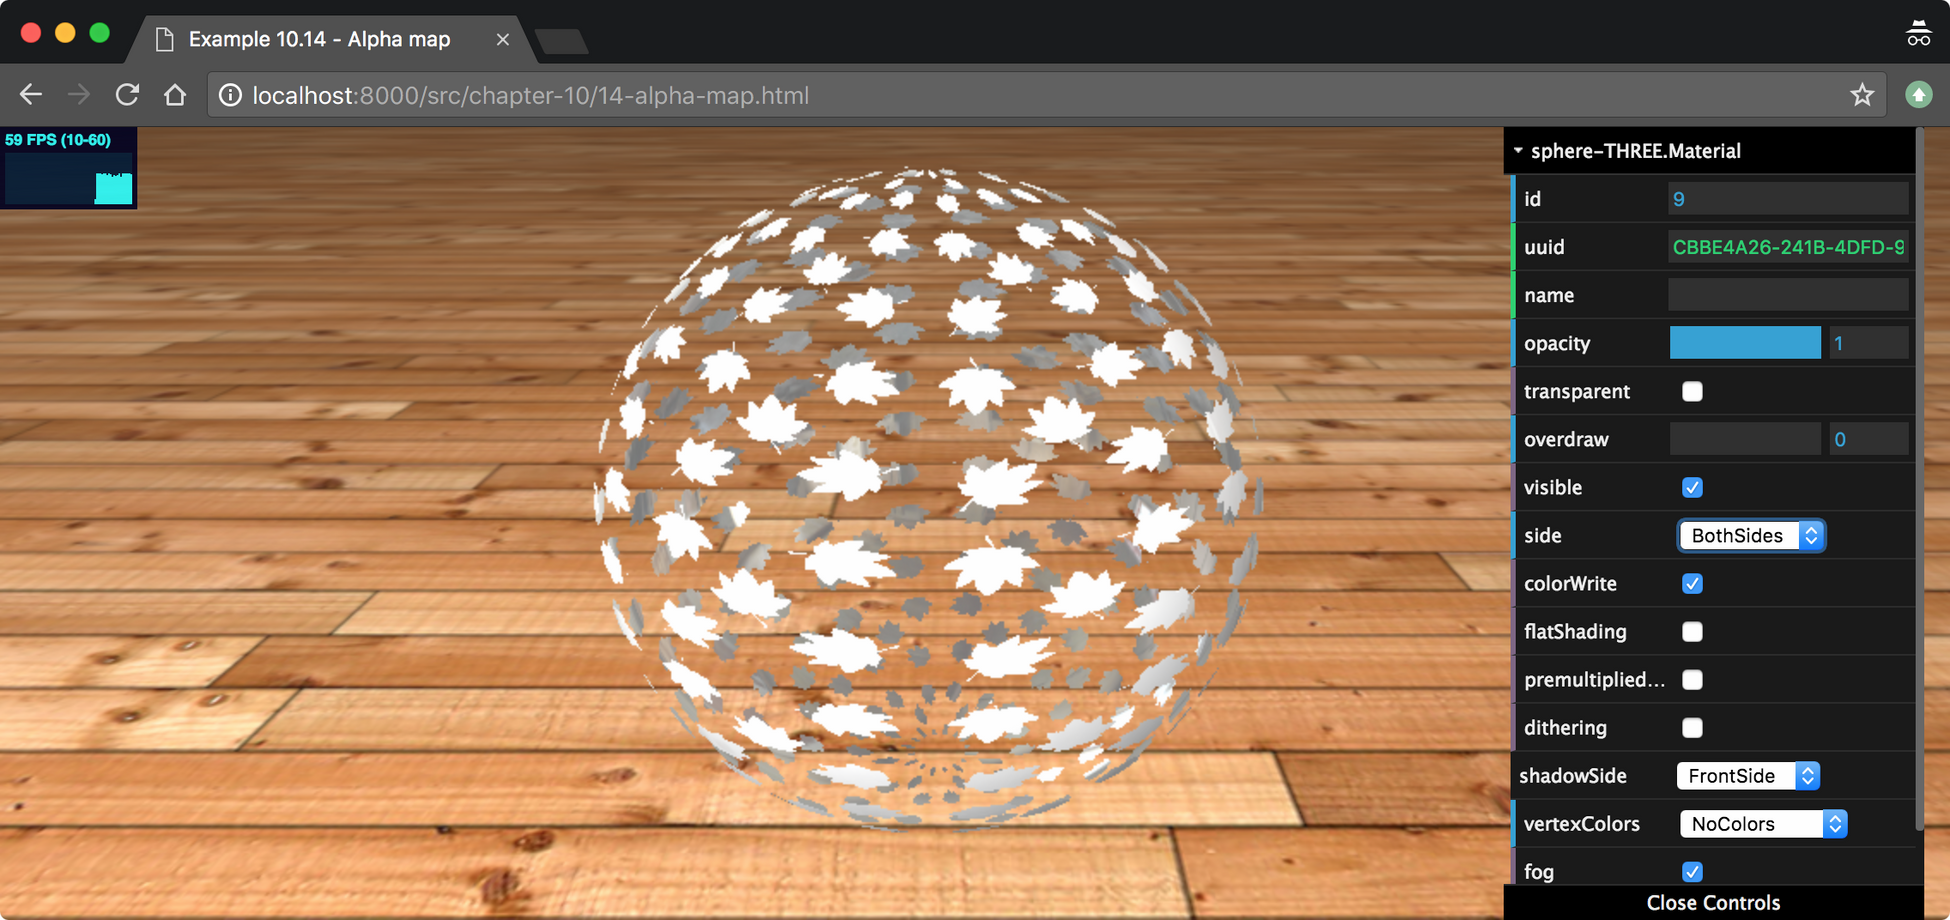 Example 10.14 - Alpha map
localhost:8000/src/chapter-10/14-alpha-map.html
59 FPS (10-60)
sphere-THREE.Material
id 9
uuid CBBE4A26-241B-4DFD-9
name
opacity 1
transparent
overdraw 0
visible
side BothSides
colorWrite
flatShading
premultiplied...
dithering
shadowSide FrontSide
vertexColors NoColors
fog
Close Controls